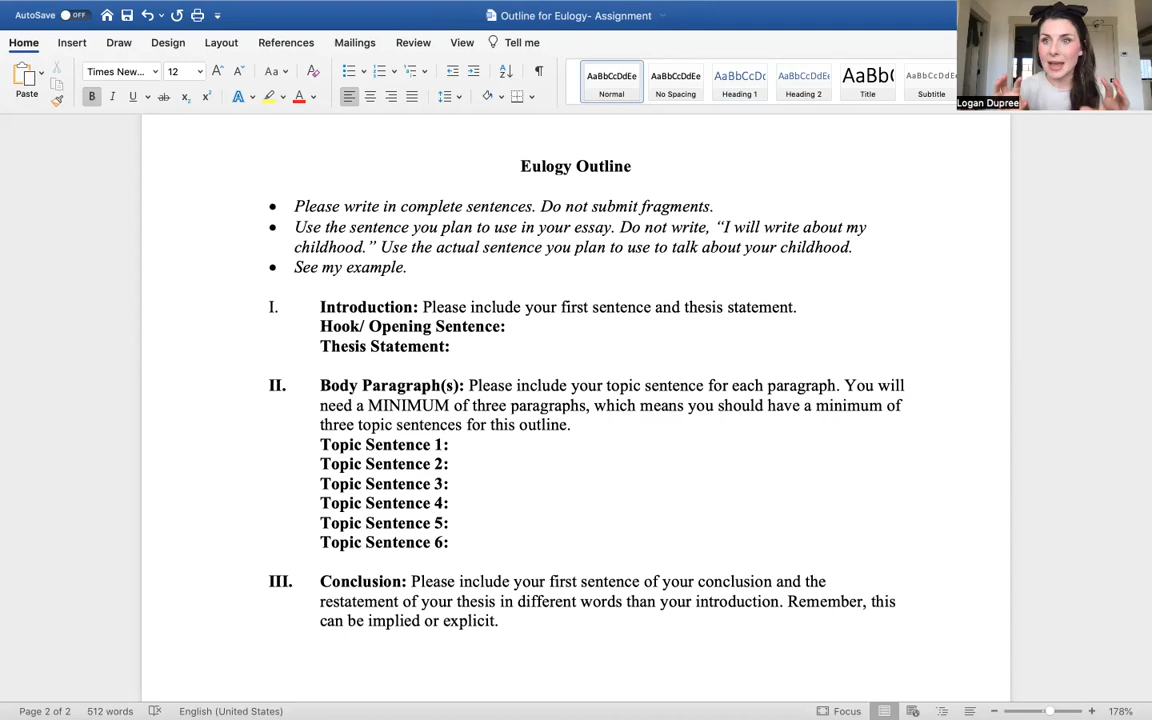 AutoSave OFF
Outline for Eulogy- Assignment
Home Insert Draw Design Layout References Mailings Review View Tell me
Paste
Times New... 12 Aa
B I U ab x₂ x² A A
AaBbCcDdEe Normal
AaBbCcDdEe No Spacing
AaBbCcDc Heading 1
AaBbCcDdEe Heading 2
AaBb( Title
AaBbCcDdEe Subtitle
Logan Dupree
Eulogy Outline
• Please write in complete sentences. Do not submit fragments.
• Use the sentence you plan to use in your essay. Do not write, “I will write about my
childhood.” Use the actual sentence you plan to use to talk about your childhood.
• See my example.
I. Introduction: Please include your first sentence and thesis statement.
Hook/ Opening Sentence:
Thesis Statement:
II. Body Paragraph(s): Please include your topic sentence for each paragraph. You will
need a MINIMUM of three paragraphs, which means you should have a minimum of
three topic sentences for this outline.
Topic Sentence 1:
Topic Sentence 2:
Topic Sentence 3:
Topic Sentence 4:
Topic Sentence 5:
Topic Sentence 6:
III. Conclusion: Please include your first sentence of your conclusion and the
restatement of your thesis in different words than your introduction. Remember, this
can be implied or explicit.
Page 2 of 2 512 words English (United States) Focus 178%